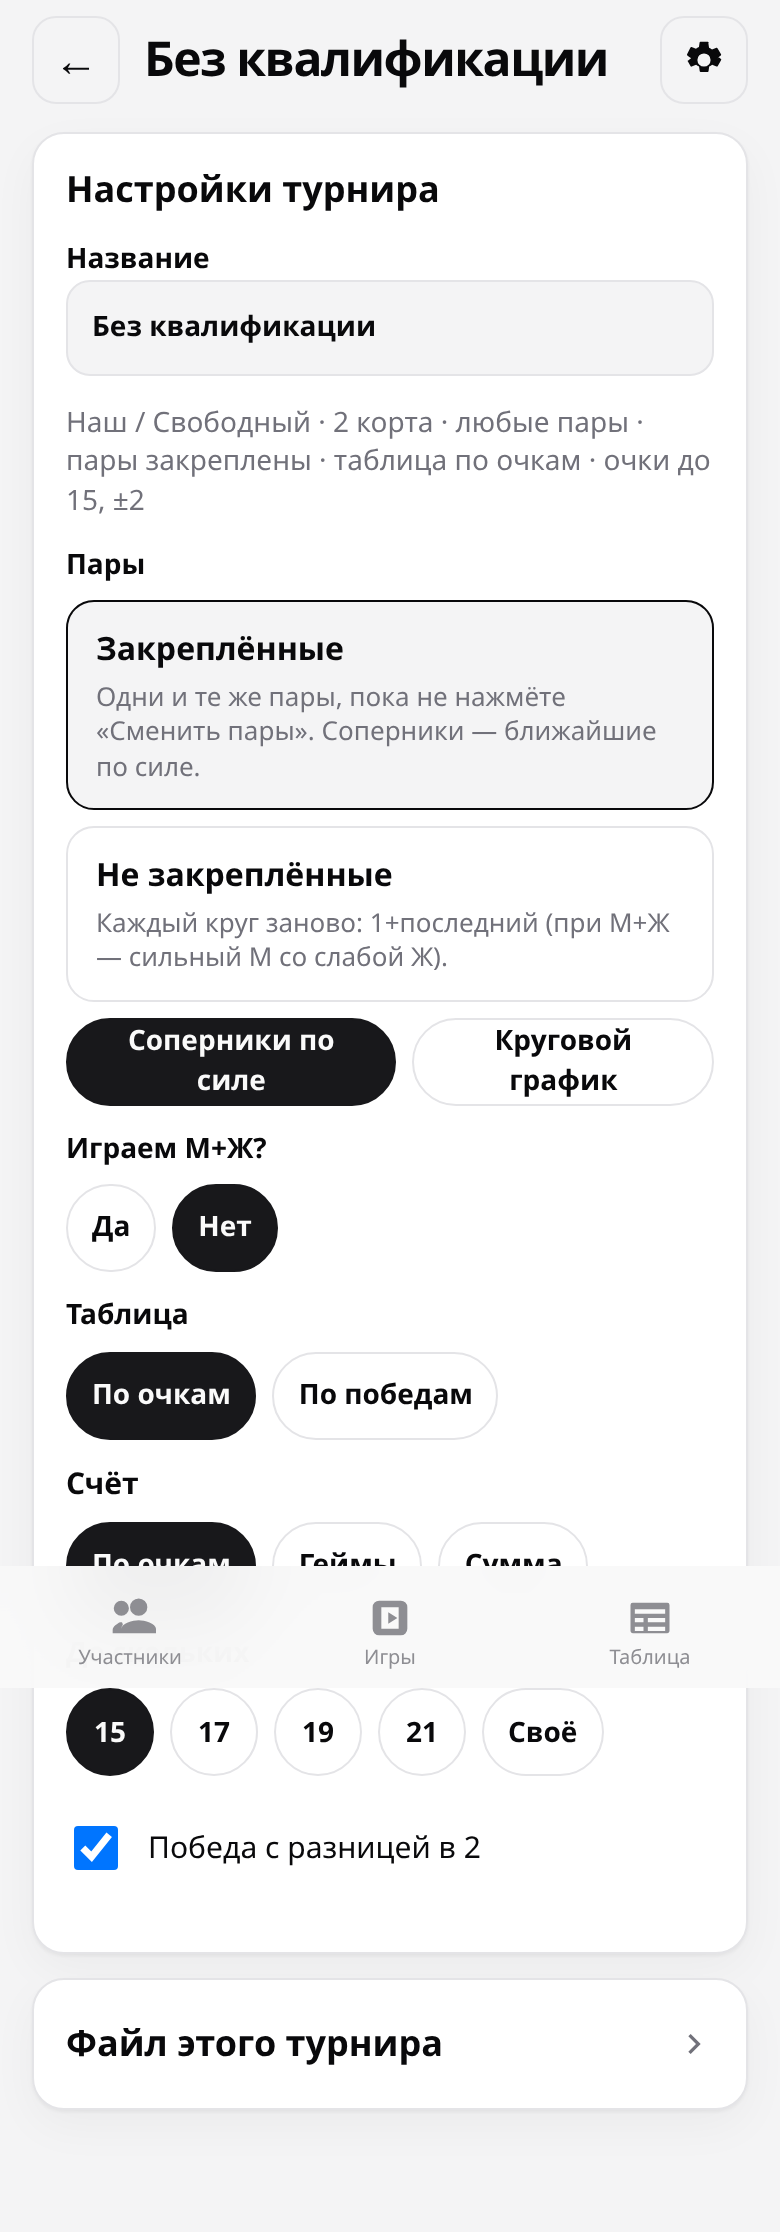 ← Без квалификации
Настройки турнира
Название
Без квалификации
Наш / Свободный · 2 корта · любые пары ·
пары закреплены · таблица по очкам · очки до
15, ±2
Пары
Закреплённые
Одни и те же пары, пока не нажмёте
«Сменить пары». Соперники — ближайшие
по силе.
Не закреплённые
Каждый круг заново: 1+последний (при М+Ж
— сильный М со слабой Ж).
Соперники по
силе
Круговой
график
Играем М+Ж?
Да
Нет
Таблица
По очкам
По победам
Счёт
По очкам
Геймы
Сумма
Участники
Игры
Таблица
15
17
19
21
Своё
Победа с разницей в 2
Файл этого турнира